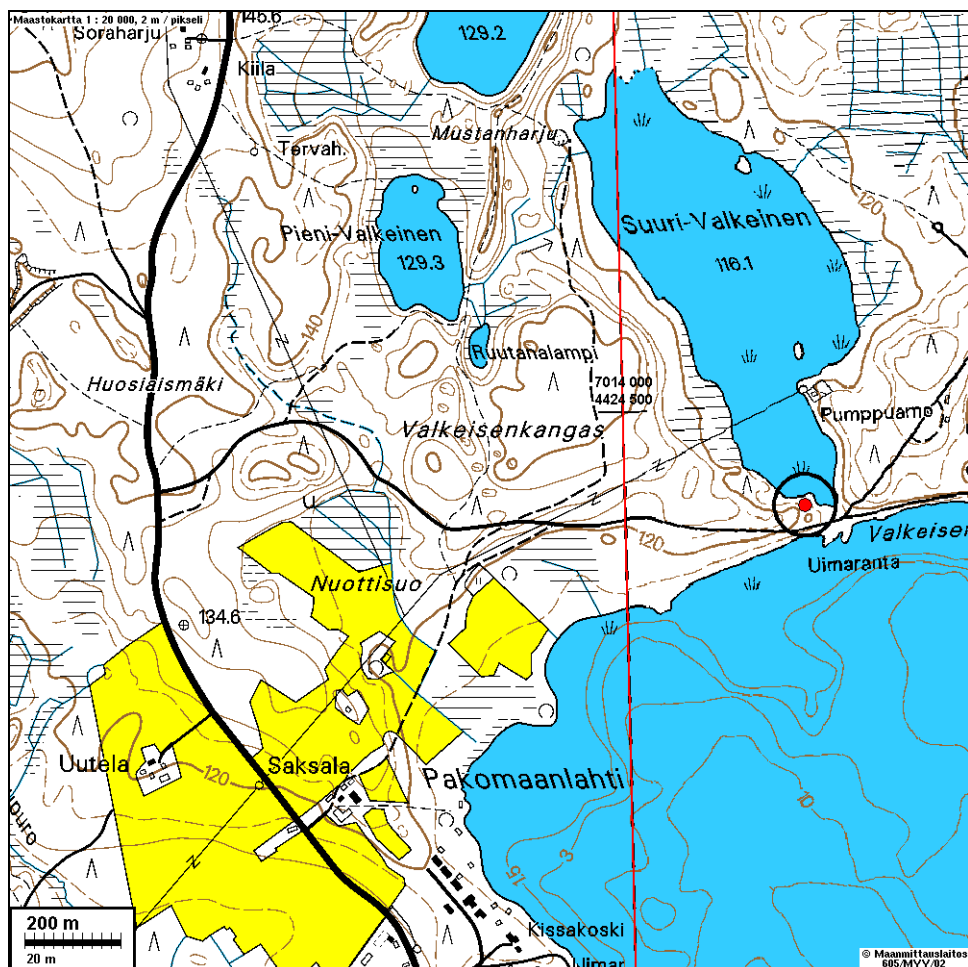 Maastokartta 1 : 20 000, 2 m / pikseli
145.6
Soraharju
Kiila
129.2
Mustanharju
Tervah.
Suuri-Valkeinen
116.1
120
Pieni-Valkeinen
129.3
140
Ruutanalampi
Huosiaismäki
7014 000
4424 500
Valkeisenkangas
Pumppuamo
N
N
N
U
120
Uimaranta
Nuottisuo
134.6
Uutela
120
Saksala
Pakomaanlahti
10
3
15
N
Kissakoski
200 m
20 m
© Maanmittauslaitos
605/MYY/02